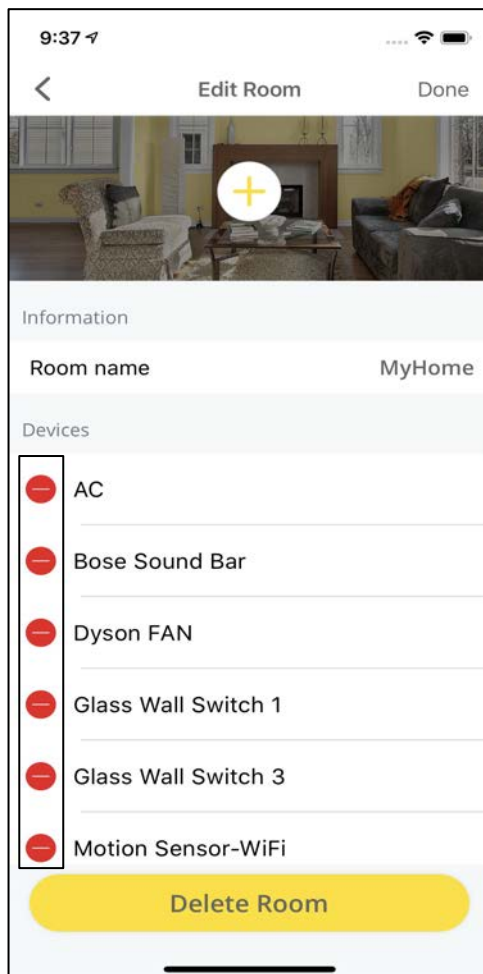 9:37
Edit Room
Done
Information
Room name MyHome
Devices
AC
Bose Sound Bar
Dyson FAN
Glass Wall Switch 1
Glass Wall Switch 3
Motion Sensor-WiFi
Delete Room